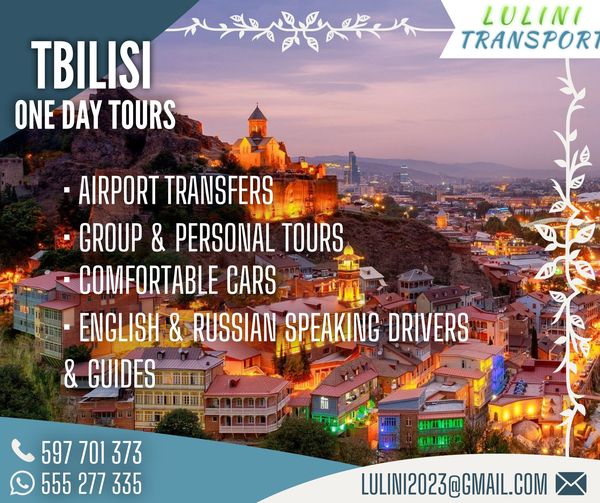 LULINI
TRANSPORT
TBILISI
ONE DAY TOURS
• AIRPORT TRANSFERS
• GROUP & PERSONAL TOURS
• COMFORTABLE CARS
• ENGLISH & RUSSIAN SPEAKING DRIVERS
& GUIDES
597 701 373
555 277 335
LULINI2023@GMAIL.COM